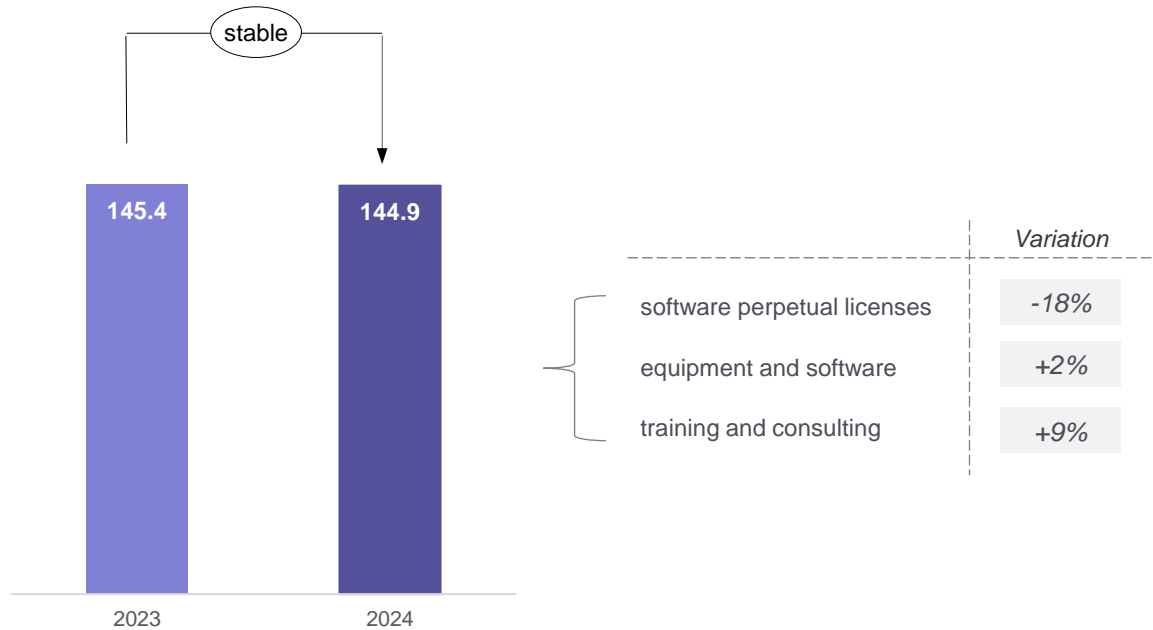 stable
145.4
144.9
2023
2024
Variation
software perpetual licenses -18%
equipment and software +2%
training and consulting +9%